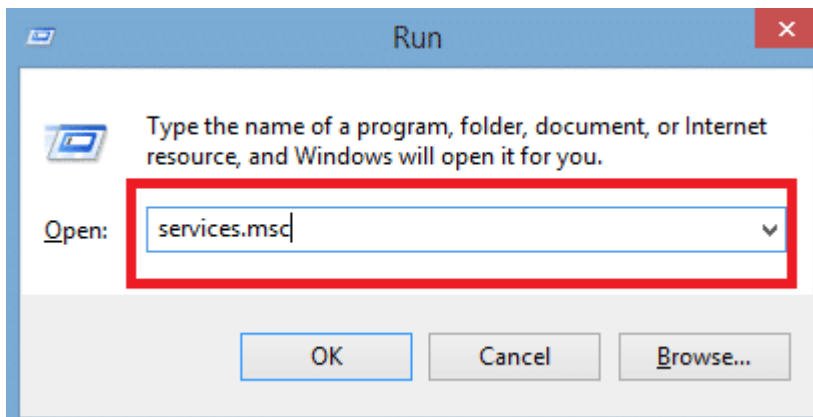 Run
Type the name of a program, folder, document, or Internet
resource, and Windows will open it for you.
Open: services.msc
OK Cancel Browse...